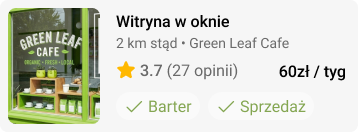 GREEN LEAF
CAFE
ORGANIC • FRESH • LOCAL
Witryna w oknie
2 km stąd • Green Leaf Cafe
3.7 (27 opinii)
60zł / tyg
Barter
Sprzedaż